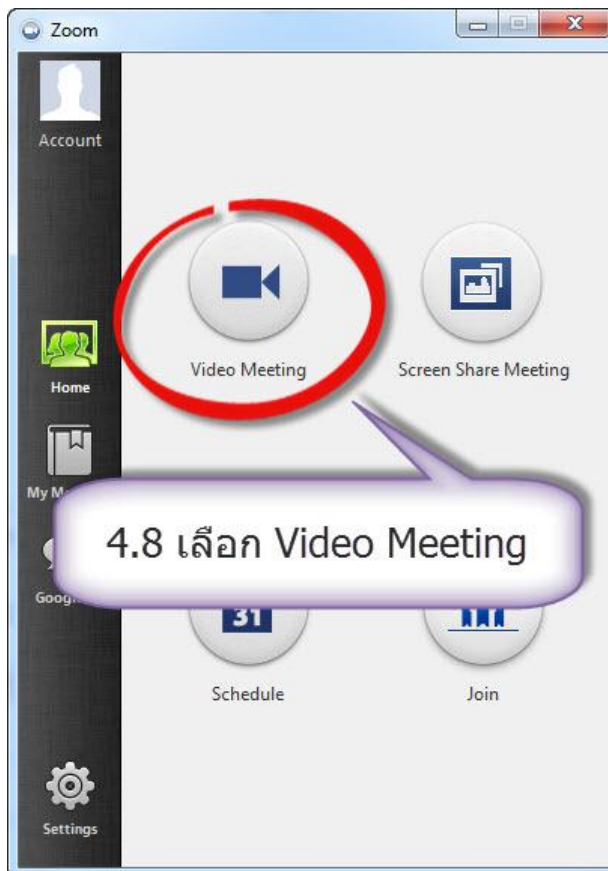 Zoom
Account
Video Meeting
Screen Share Meeting
Home
4.8 เลือก Video Meeting
31
Schedule
Join
Settings